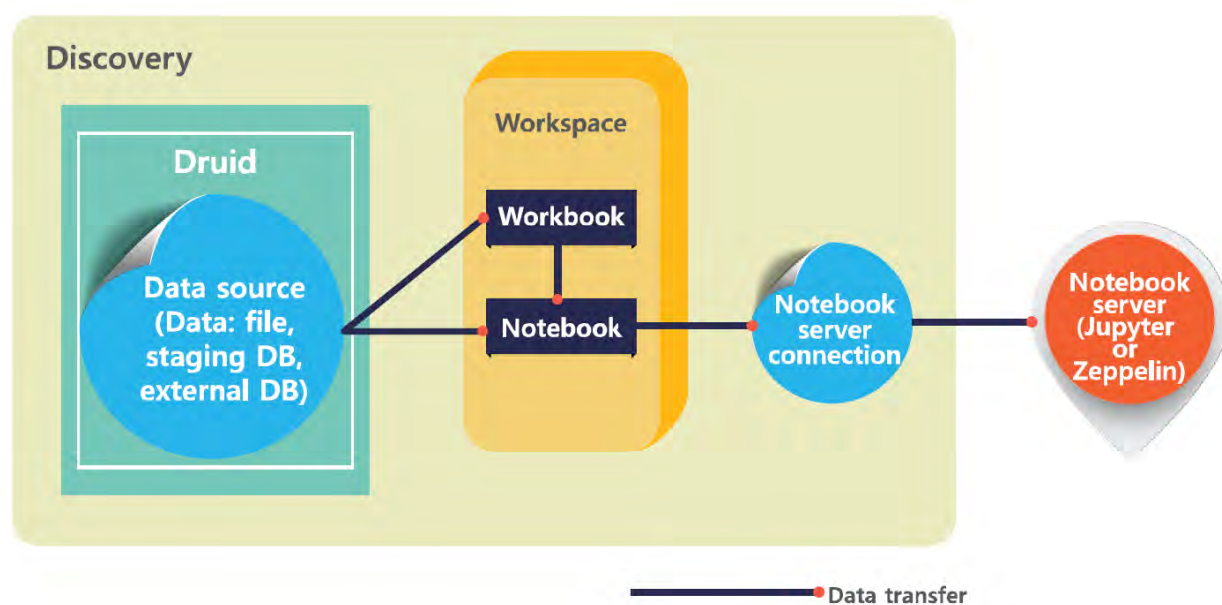 Discovery
Druid
Data source
(Data: file,
staging DB,
external DB)
Workspace
Workbook
Notebook
Notebook
server
connection
Notebook
server
(Jupyter
or
Zeppelin)
Data transfer